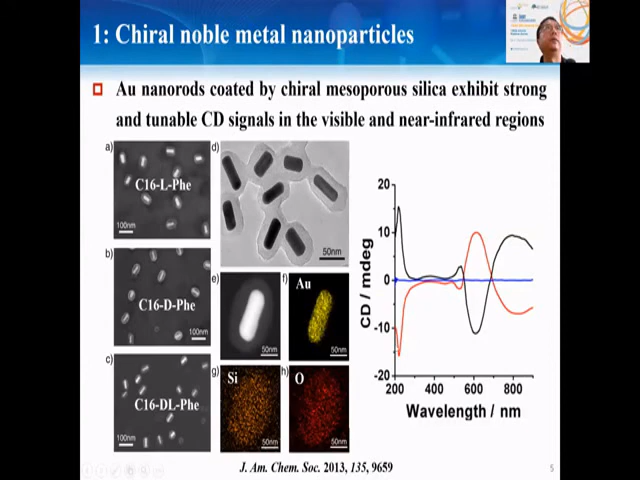 1: Chiral noble metal nanoparticles
Au nanorods coated by chiral mesoporous silica exhibit strong
and tunable CD signals in the visible and near-infrared regions
a)
C16-L-Phe
100nm
b)
C16-D-Phe
100nm
c)
C16-DL-Phe
100nm
d)
50nm
e)
50nm
f)
Au
50nm
g)
Si
50nm
h)
O
50nm
CD / mdeg
20
10
0
-10
-20
200
400
600
800
Wavelength / nm
J. Am. Chem. Soc. 2013, 135, 9659
5